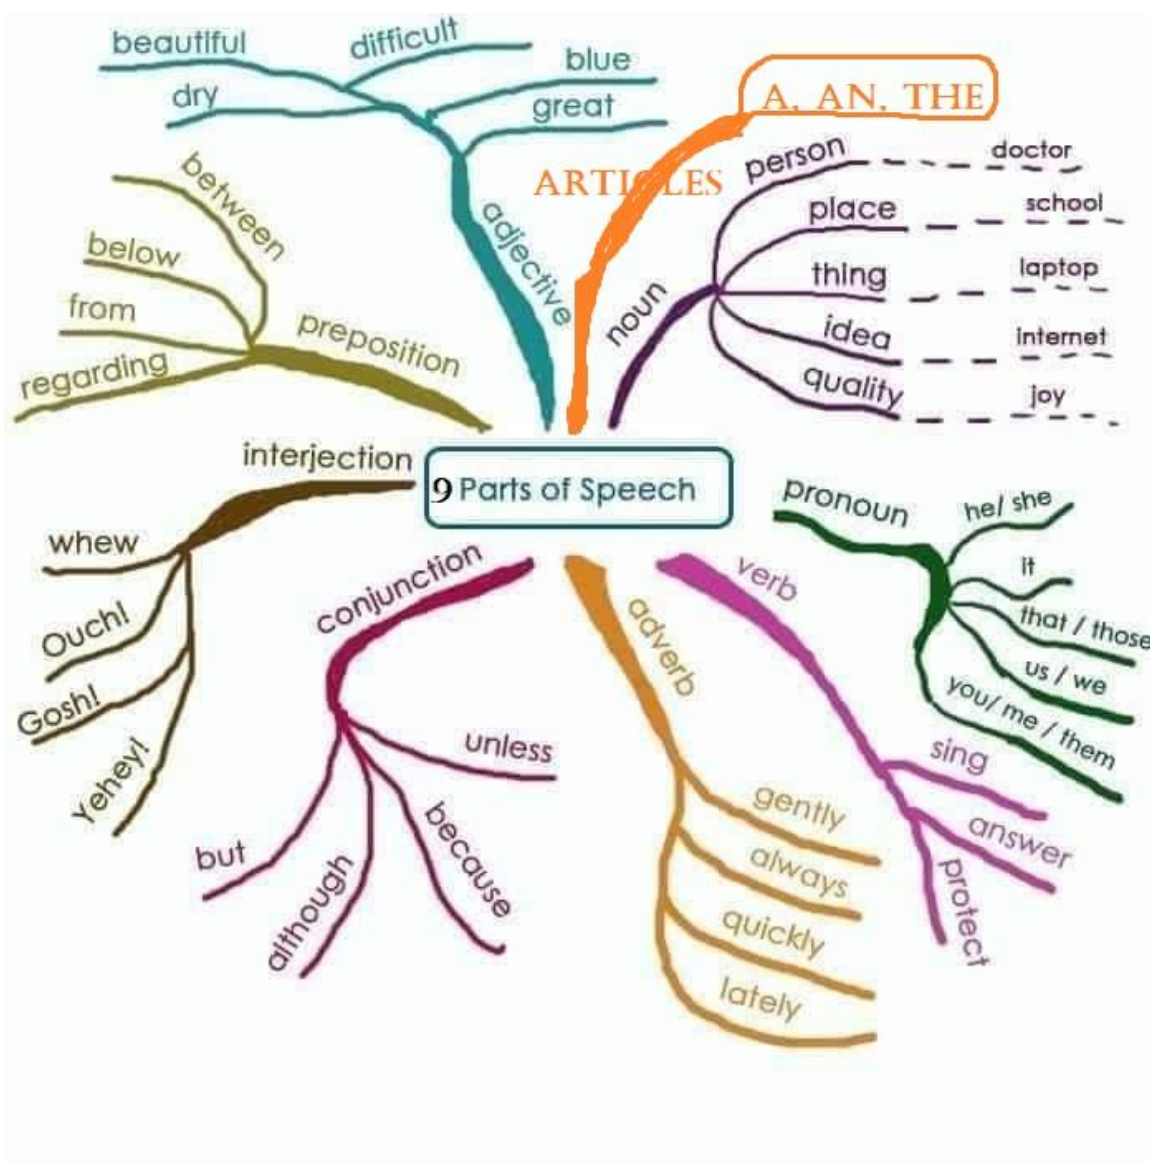 9 Parts of Speech
ARTICLES
A, AN, THE
noun
person
doctor
place
school
thing
laptop
idea
internet
quality
joy
pronoun
he/ she
it
that / those
us / we
you/ me / them
verb
sing
answer
protect
adverb
gently
always
quickly
lately
conjunction
unless
because
although
but
interjection
whew
Ouch!
Gosh!
Yehey!
preposition
between
below
from
regarding
adjective
beautiful
difficult
dry
blue
great